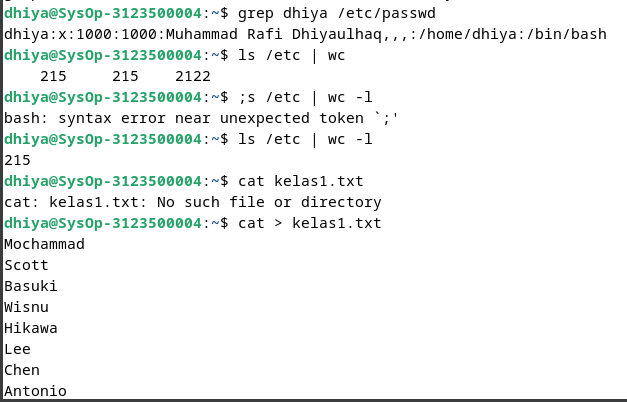 dhiya@SysOp-3123500004:~$ grep dhiya /etc/passwd
dhiya:x:1000:1000:Muhammad Rafi Dhiyaulhaq,,,:/home/dhiya:/bin/bash
dhiya@SysOp-3123500004:~$ ls /etc | wc
    215     215    2122
dhiya@SysOp-3123500004:~$ ;s /etc | wc -l
bash: syntax error near unexpected token `;'
dhiya@SysOp-3123500004:~$ ls /etc | wc -l
215
dhiya@SysOp-3123500004:~$ cat kelas1.txt
cat: kelas1.txt: No such file or directory
dhiya@SysOp-3123500004:~$ cat > kelas1.txt
Mochammad
Scott
Basuki
Wisnu
Hikawa
Lee
Chen
Antonio